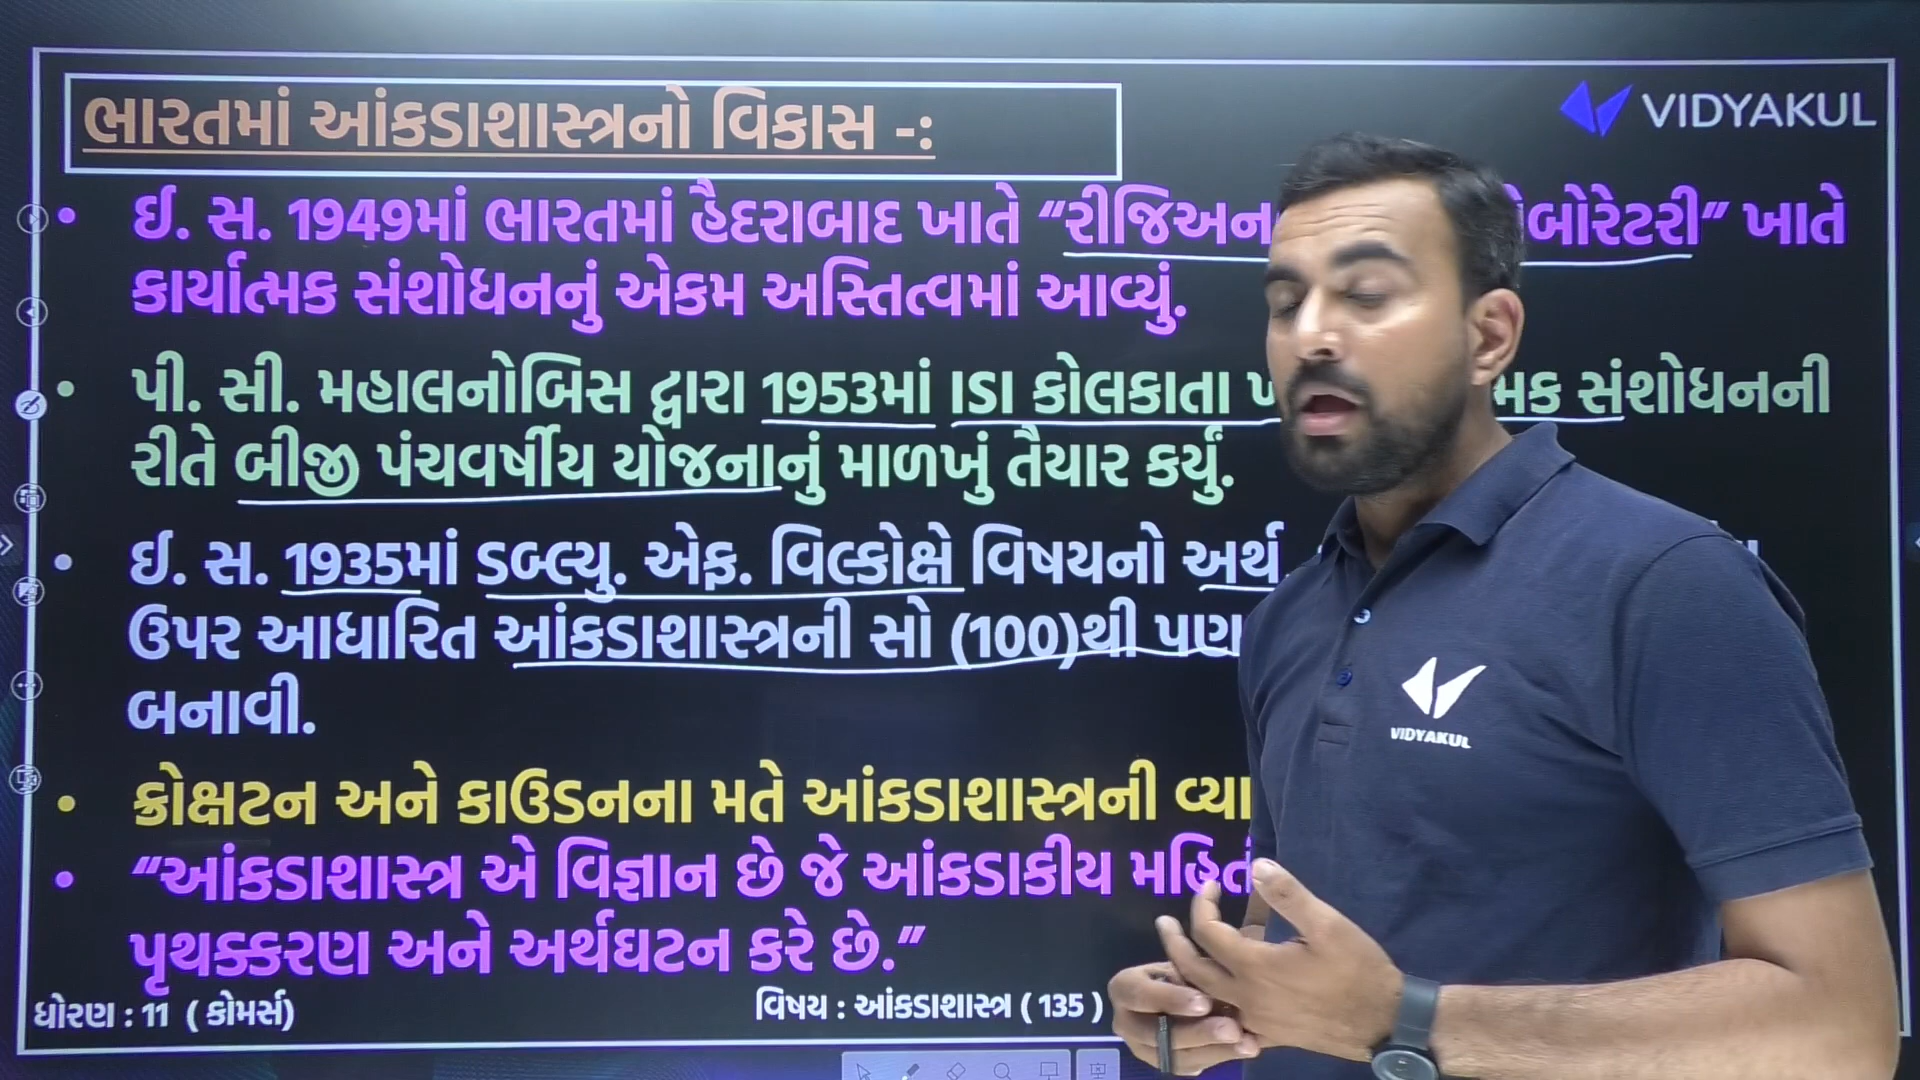 ભારતમાં આંકડાશાસ્ત્રનો વિકાસ -:
VIDYAKUL
• ઈ. સ. 1949માં ભારતમાં હૈદરાબાદ ખાતે “રીજિઅન બોરેટરી” ખાતે
કાર્યાત્મક સંશોધનનું એકમ અસ્તિત્વમાં આવ્યું.
• પી. સી. મહાલનોબિસ દ્વારા 1953માં ISI કોલકાતા સંશોધનની
રીતે બીજી પંચવર્ષીય યોજનાનું માળખું તૈયાર કર્યું.
• ઈ. સ. 1935માં ડબ્લ્યુ. એફ. વિલ્કોક્ષે વિષયનો અર્થ
ઉપર આધારિત આંકડાશાસ્ત્રની સો (100)થી પણ
બનાવી.
• ક્રોક્ષટન અને કાઉડનના મતે આંકડાશાસ્ત્રની વ્યા
• “આંકડાશાસ્ત્ર એ વિજ્ઞાન છે જે આંકડાકીય મહિત
પૃથક્કરણ અને અર્થઘટન કરે છે.”
ધોરણ : 11 ( કોમર્સ)
વિષય : આંકડાશાસ્ત્ર ( 135 )
VIDYAKUL